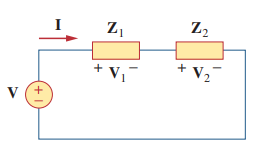 I Z₁ Z₂
+ V₁ − + V₂ −
V + −